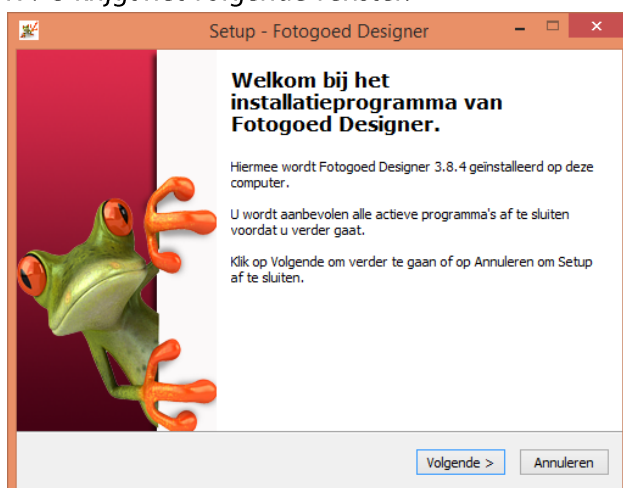 Setup - Fotogoed Designer
Welkom bij het
installatieprogramma van
Fotogoed Designer.
Hiermee wordt Fotogoed Designer 3.8.4 geïnstalleerd op deze
computer.
U wordt aanbevolen alle actieve programma's af te sluiten
voordat u verder gaat.
Klik op Volgende om verder te gaan of op Annuleren om Setup
af te sluiten.
Volgende >
Annuleren